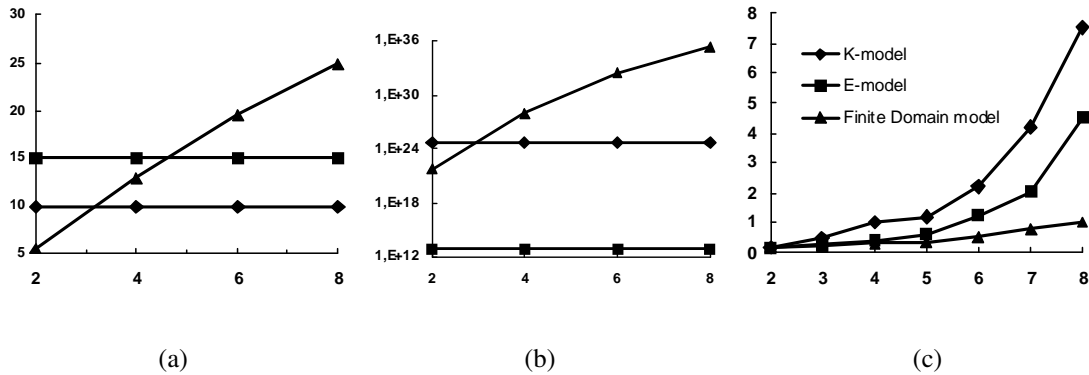 30
25
20
15
10
5
2 4 6 8
(a)
1,E+36
1,E+30
1,E+24
1,E+18
1,E+12
2 4 6 8
(b)
8
7
6
5
4
3
2
1
0
K-model
E-model
Finite Domain model
2 3 4 5 6 7 8
(c)